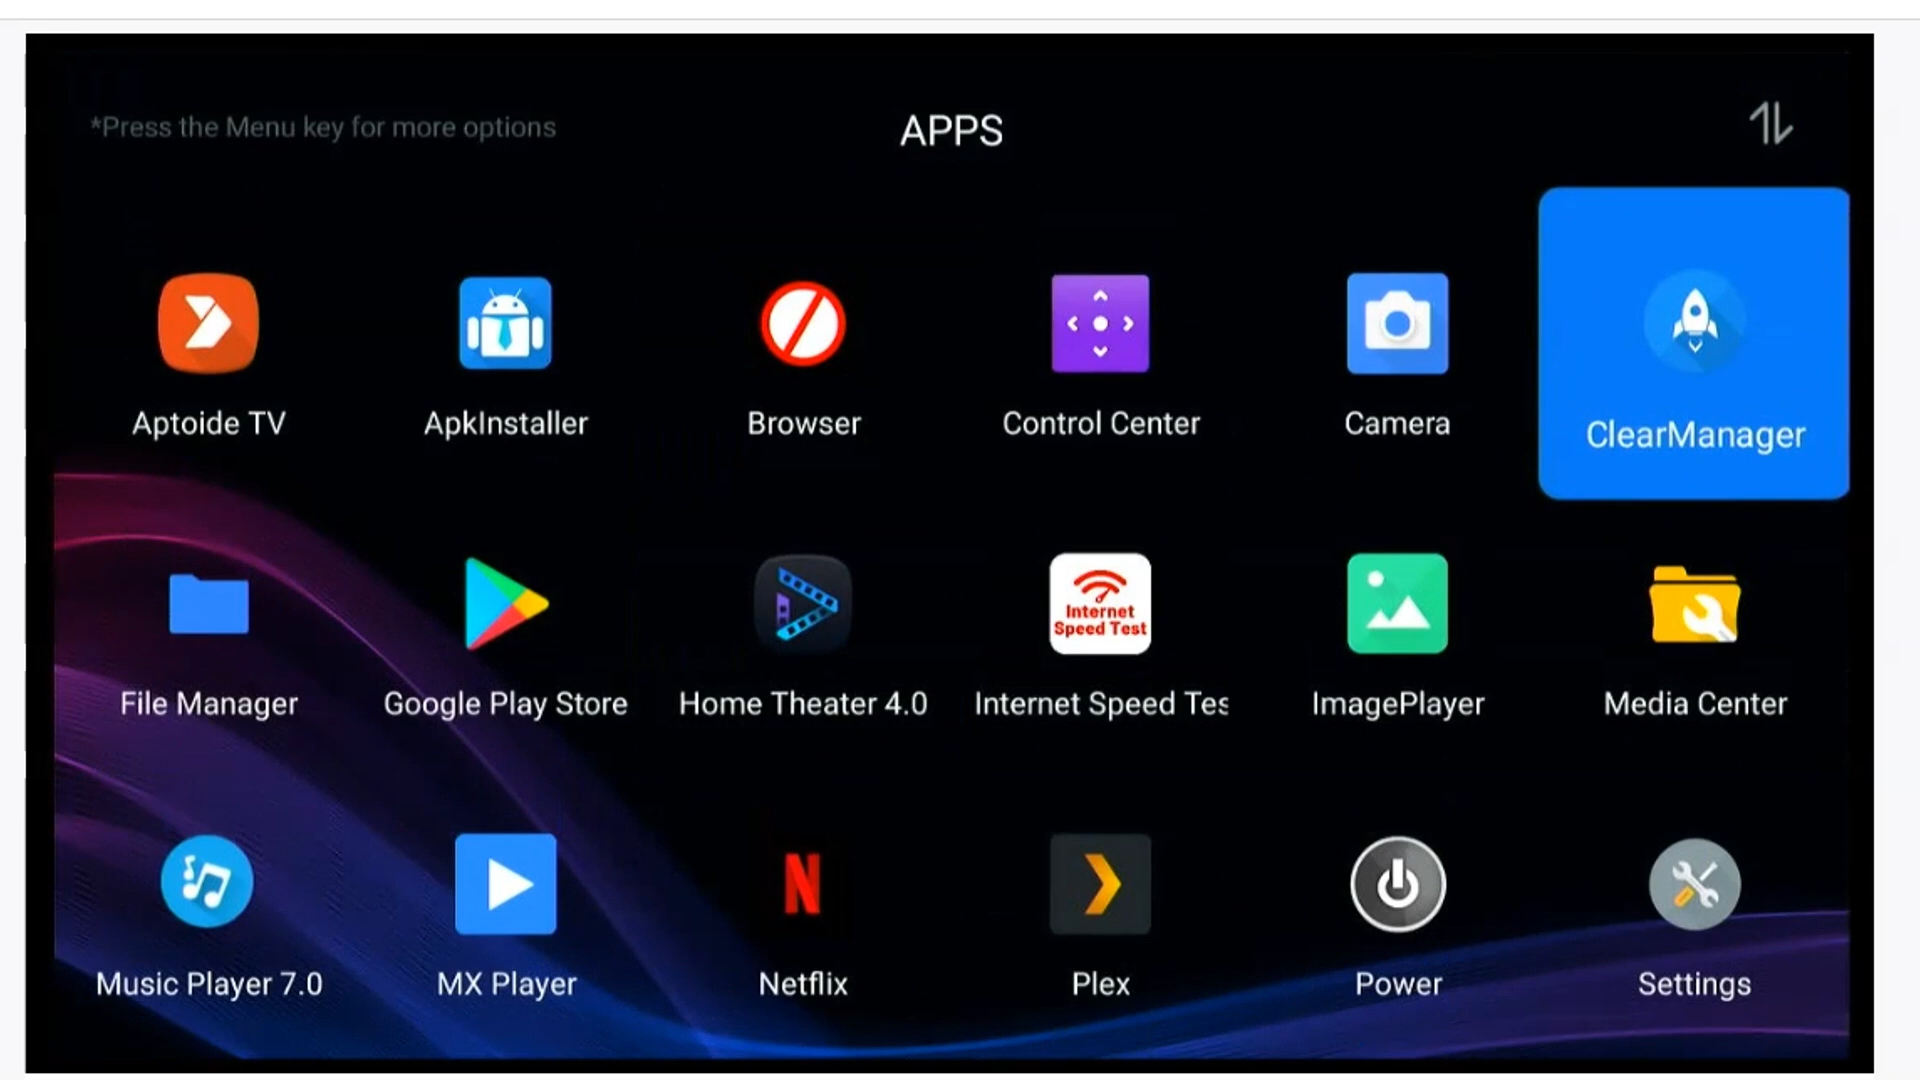 *Press the Menu key for more options
APPS
Aptoide TV
ApkInstaller
Browser
Control Center
Camera
ClearManager
File Manager
Google Play Store
Home Theater 4.0
Internet
Speed Test
Internet Speed Tes
ImagePlayer
Media Center
Music Player 7.0
MX Player
N
Netflix
Plex
Power
Settings